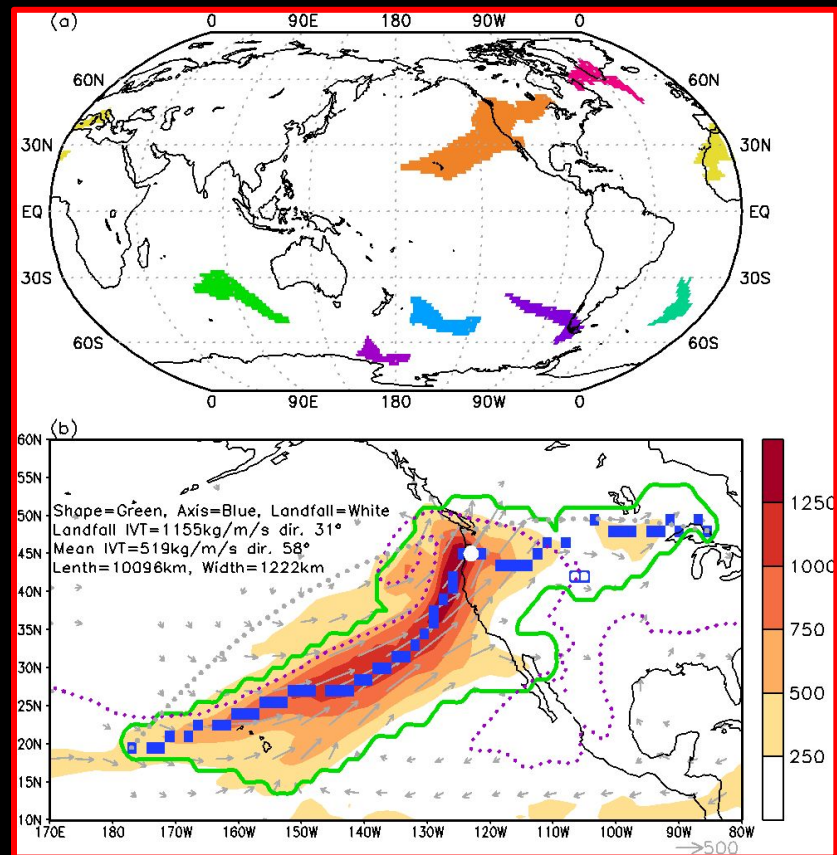 (a)
0 90E 180 90W 0
60N 60N
30N 30N
EQ EQ
30S 30S
60S 60S
0 90E 180 90W 0
(b)
60N
55N
50N
45N
40N
35N
30N
25N
20N
15N
10N
Shape=Green, Axis=Blue, Landfall=White
Landfall IVT=1155kg/m/s dir. 31°
Mean IVT=519kg/m/s dir. 58°
Lenth=10096km, Width=1222km
1250
1000
750
500
250
170E 180 170W 160W 150W 140W 130W 120W 110W 100W 90W 80W
500